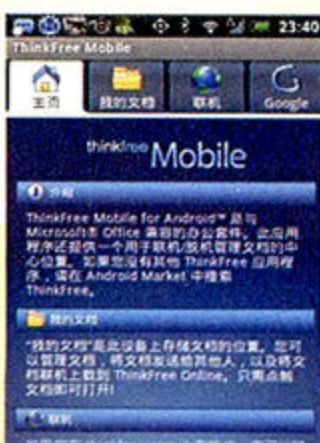 23:40
ThinkFree Mobile
主页
我的文档
联机
Google
thinkfree Mobile
介绍
ThinkFree Mobile for Android™ 是与
Microsoft® Office 兼容的办公套件。此应用
程序还提供一个用于联机/脱机管理文档的中
心位置。如果您没有其他 ThinkFree 应用程
序，请在 Android Market 中搜索
ThinkFree。
我的文档
“我的文档”是此设备上存储文档的位置。您可
以管理文档，将文档发送给其他人，以及将文
档联机上载到 ThinkFree Online。只需点触
文档即可打开!
联机